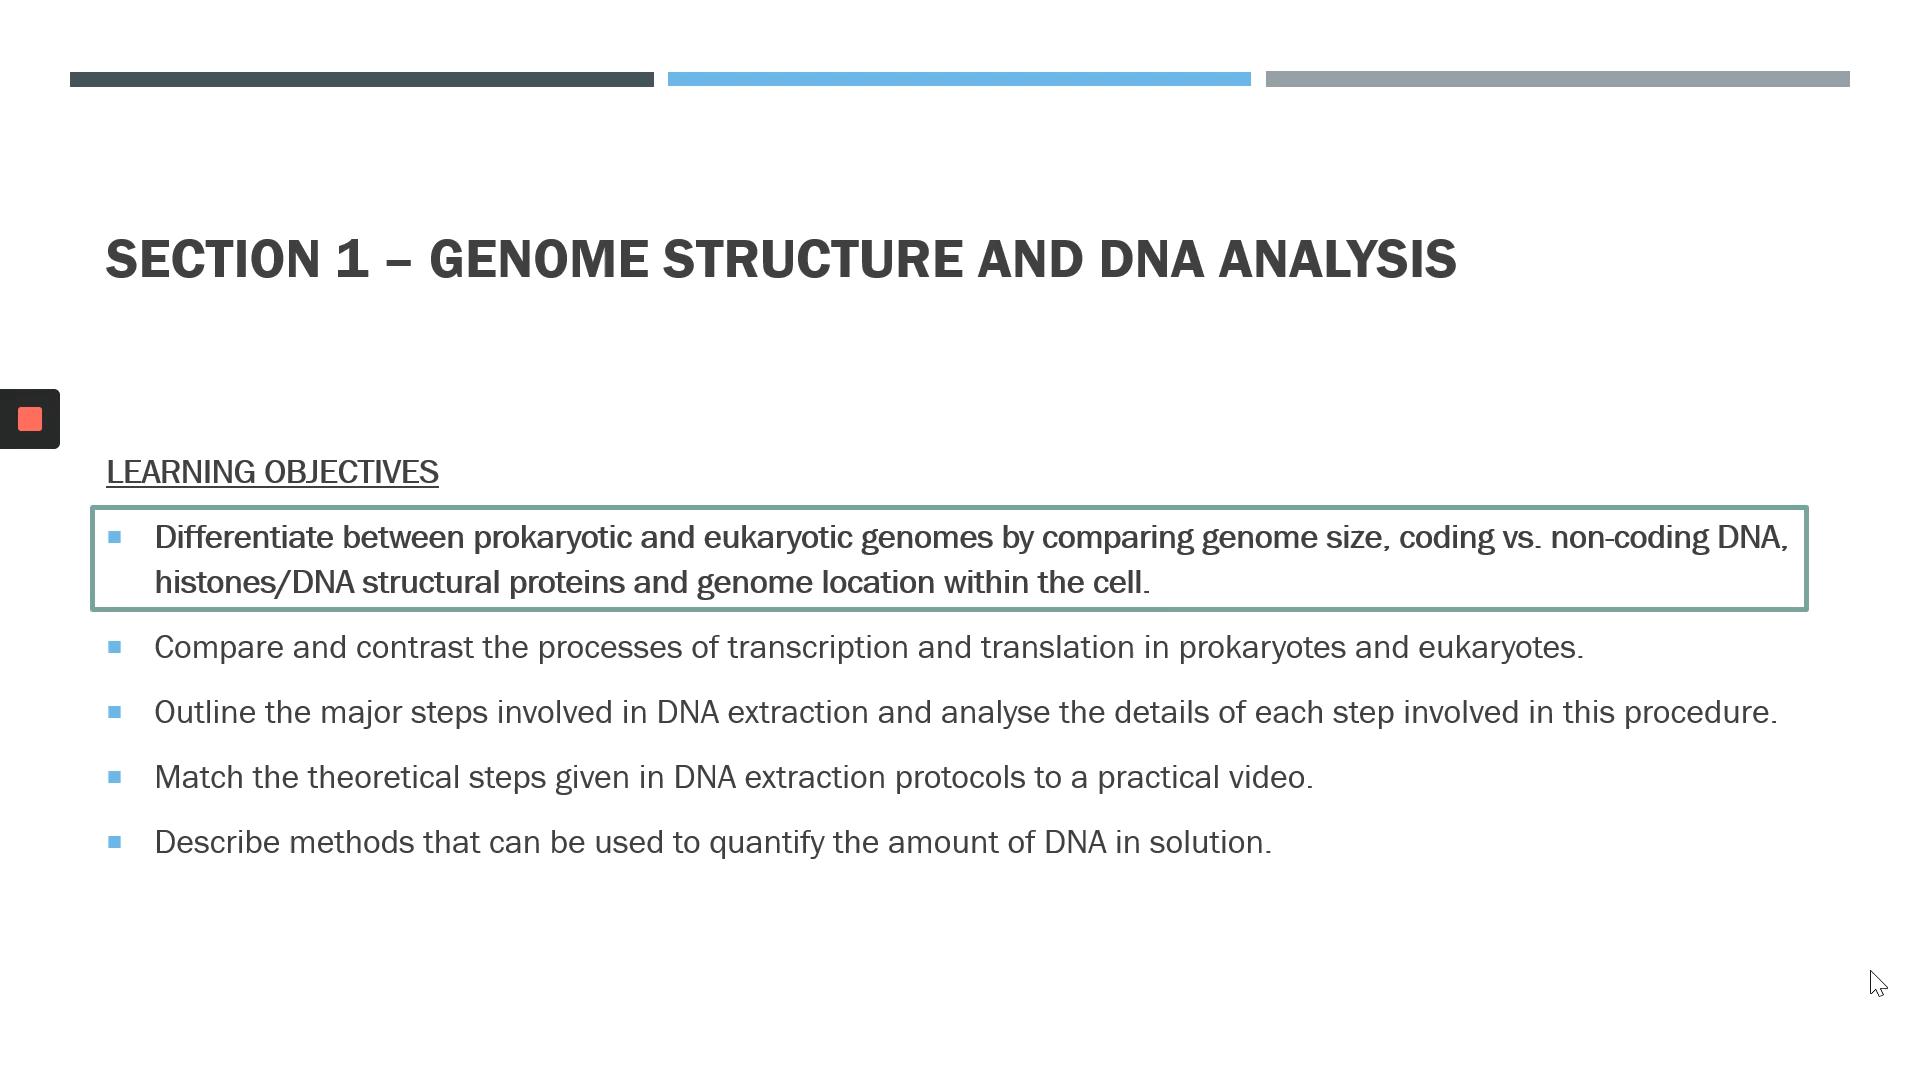 SECTION 1 – GENOME STRUCTURE AND DNA ANALYSIS
LEARNING OBJECTIVES
Differentiate between prokaryotic and eukaryotic genomes by comparing genome size, coding vs. non-coding DNA,
histones/DNA structural proteins and genome location within the cell.
Compare and contrast the processes of transcription and translation in prokaryotes and eukaryotes.
Outline the major steps involved in DNA extraction and analyse the details of each step involved in this procedure.
Match the theoretical steps given in DNA extraction protocols to a practical video.
Describe methods that can be used to quantify the amount of DNA in solution.